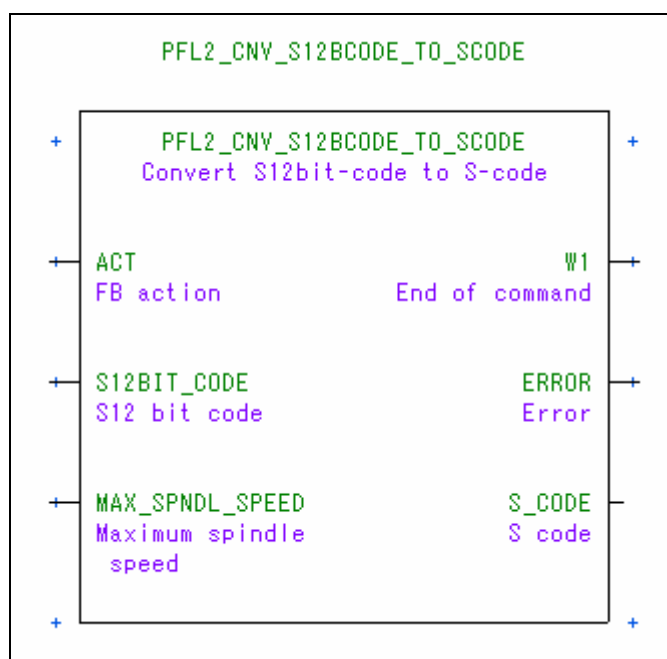 PFL2_CNV_S12BCODE_TO_SCODE
PFL2_CNV_S12BCODE_TO_SCODE
Convert S12bit-code to S-code
ACT W1
FB action End of command
S12BIT_CODE ERROR
S12 bit code Error
MAX_SPNDL_SPEED S_CODE
Maximum spindle S code
speed